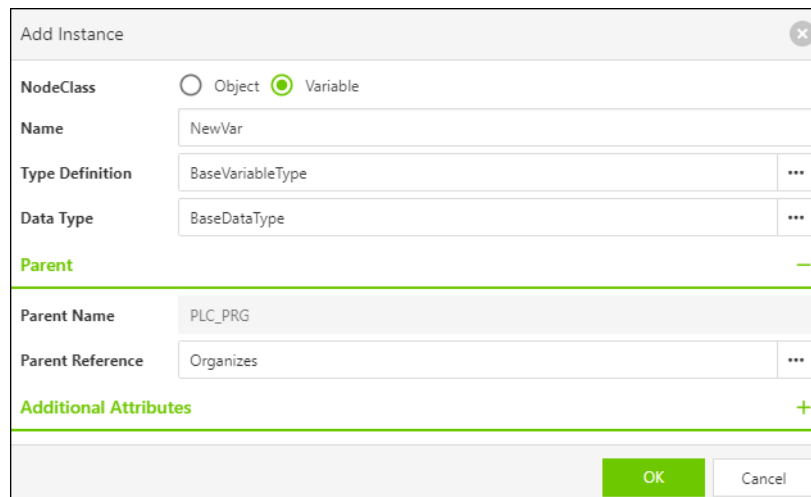 Add Instance
NodeClass Object Variable
Name NewVar
Type Definition BaseVariableType ...
Data Type BaseDataType ...
Parent −
Parent Name PLC_PRG
Parent Reference Organizes ...
Additional Attributes +
OK Cancel